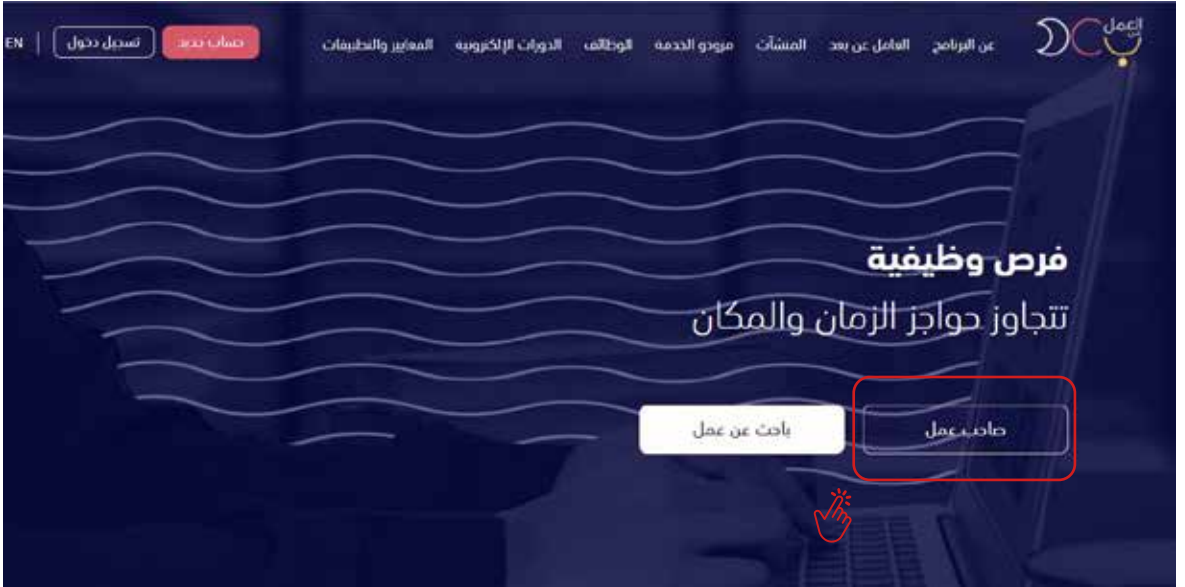 العمل
عن البرنامج
العامل عن بعد
المنشآت
مزودو الخدمة
الوظائف
الدورات الإلكترونية
المعايير والتطبيقات
حساب جديد
تسجيل دخول
EN
فرص وظيفية
تتجاوز حواجز الزمان والمكان
صاحب عمل
باحث عن عمل